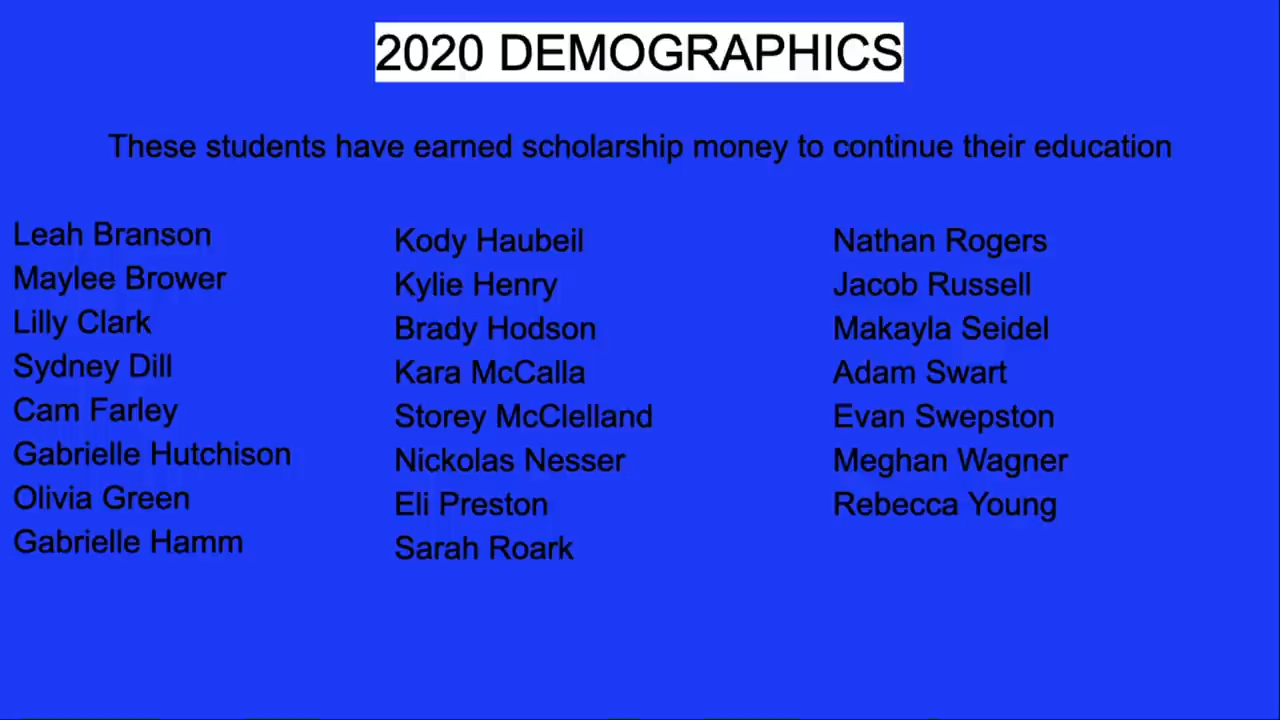 2020 DEMOGRAPHICS
These students have earned scholarship money to continue their education
Leah Branson
Maylee Brower
Lilly Clark
Sydney Dill
Cam Farley
Gabrielle Hutchison
Olivia Green
Gabrielle Hamm
Kody Haubeil
Kylie Henry
Brady Hodson
Kara McCalla
Storey McClelland
Nickolas Nesser
Eli Preston
Sarah Roark
Nathan Rogers
Jacob Russell
Makayla Seidel
Adam Swart
Evan Swepston
Meghan Wagner
Rebecca Young